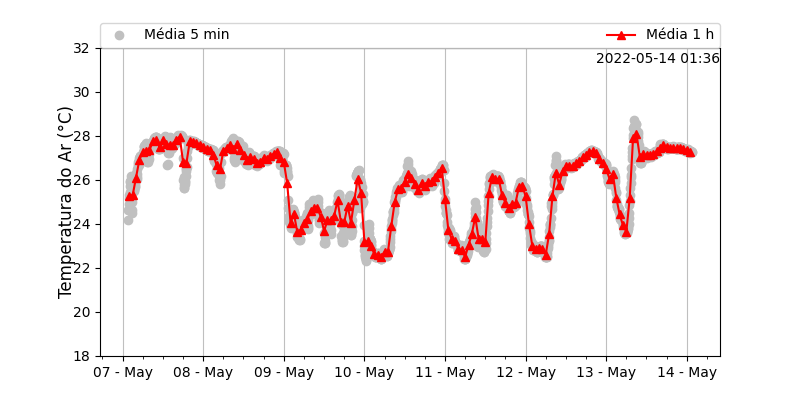 Média 5 min
Média 1 h
2022-05-14 01:36
Temperatura do Ar (°C)
32
30
28
26
24
22
20
18
07 - May
08 - May
09 - May
10 - May
11 - May
12 - May
13 - May
14 - May